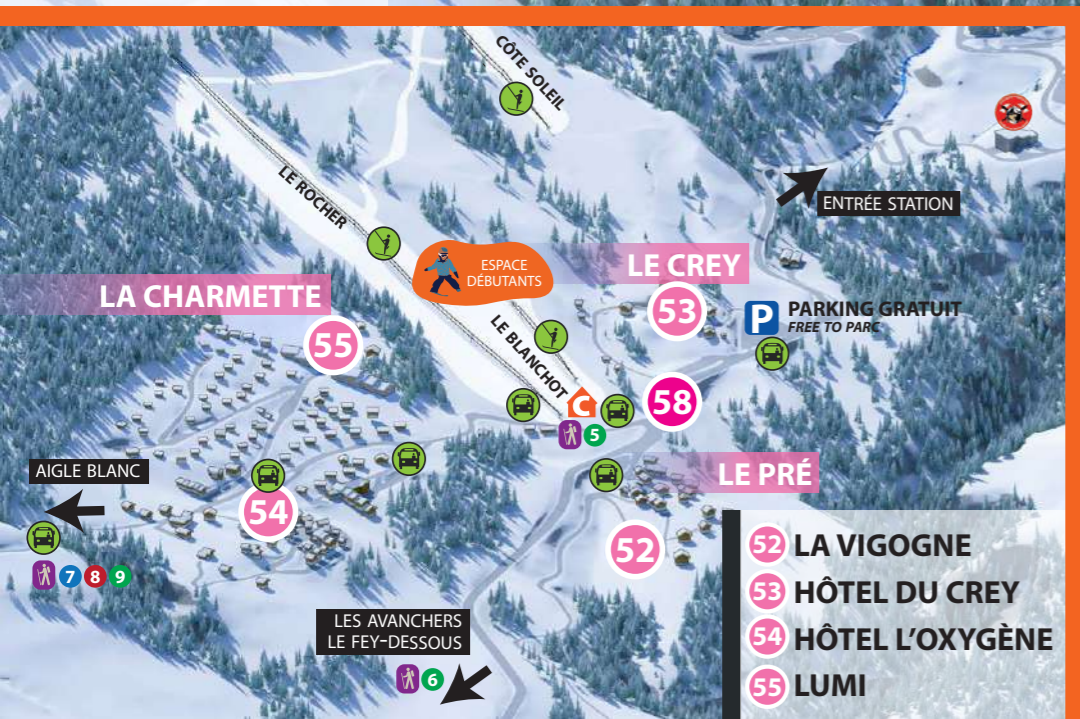 CÔTE SOLEIL
LE ROCHER
ENTRÉE STATION
ESPACE
DÉBUTANTS
LE CREY
53
LA CHARMETTE
55
P PARKING GRATUIT
FREE TO PARC
LE BLANCHOT
C
58
5
AIGLE BLANC
54
LE PRÉ
52
7 8 9
LES AVANCHERS
LE FEY-DESSOUS
6
52 LA VIGOGNE
53 HÔTEL DU CREY
54 HÔTEL L'OXYGÈNE
55 LUMI